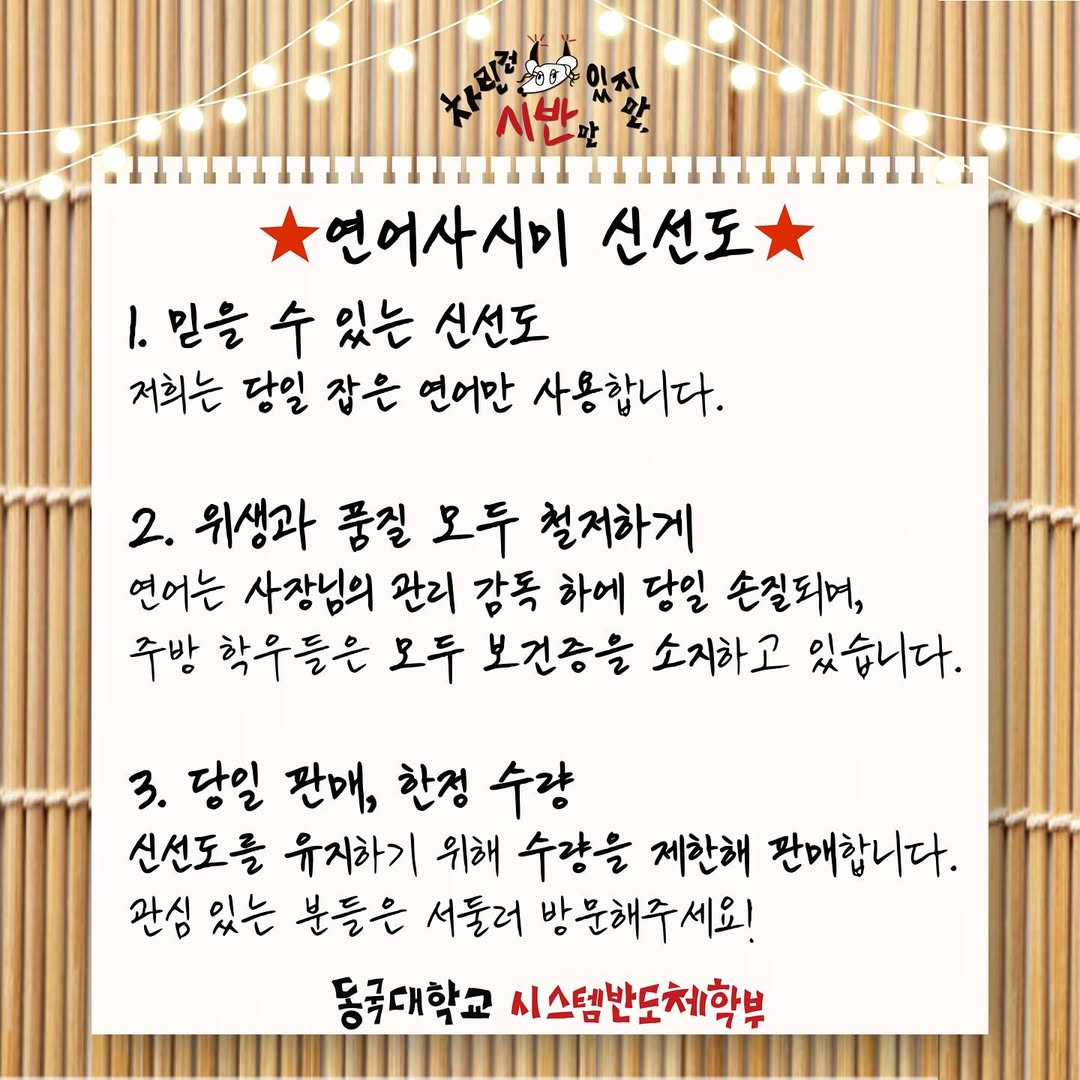 차린건 있지만,
시반만
★연어사시미 신선도★
1. 믿을 수 있는 신선도
저희는 당일 잡은 연어만 사용합니다.
2. 위생과 품질 모두 철저하게
연어는 사장님의 관리 감독 하에 당일 손질되며,
주방 학우들은 모두 보건증을 소지하고 있습니다.
3. 당일 판매, 한정 수량
신선도를 유지하기 위해 수량을 제한해 판매합니다.
관심 있는 분들은 서둘러 방문해주세요!
동국대학교 시스템반도체학부